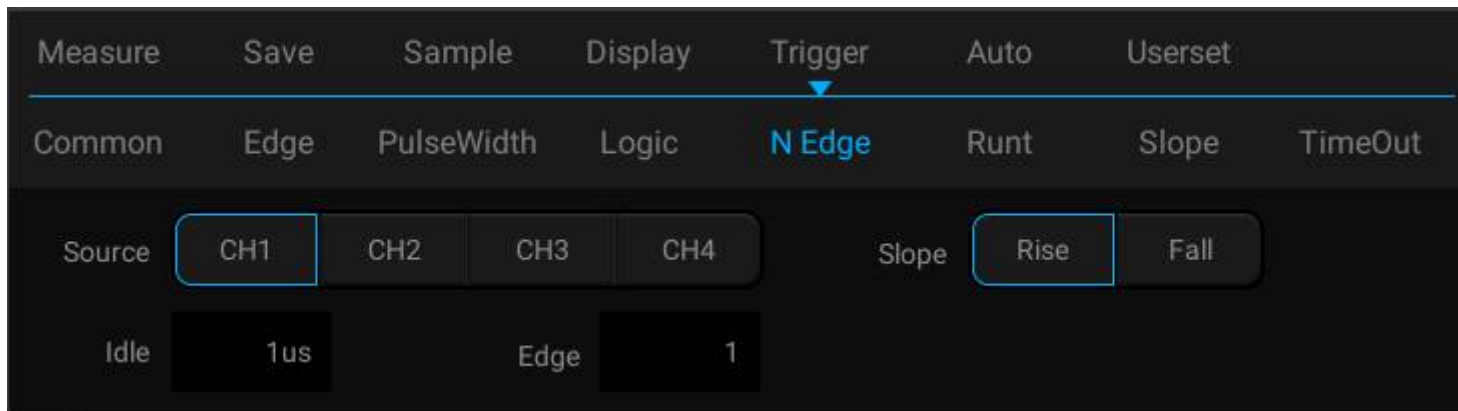 Measure Save Sample Display Trigger Auto Userset
Common Edge PulseWidth Logic N Edge Runt Slope TimeOut
Source CH1 CH2 CH3 CH4 Slope Rise Fall
Idle 1us Edge 1